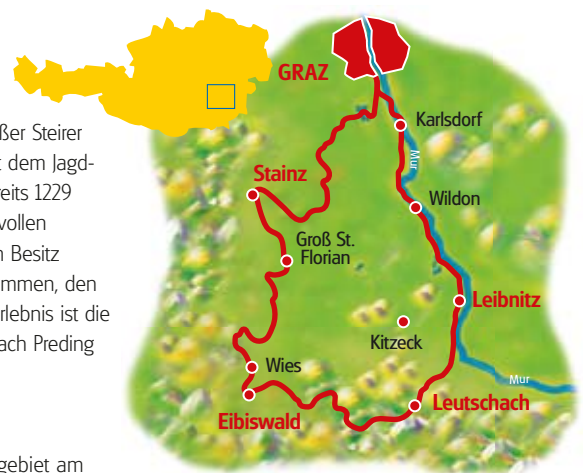 ßer Steirer
t dem Jagd-
reits 1229
vollen
n Besitz
mmen, den
rlebnis ist die
ach Preding
gebiet am
GRAZ
Karlsdorf
Mur
Stainz
Wildon
Groß St.
Florian
Leibnitz
Kitzeck
Wies
Mur
Eibiswald
Leutschach